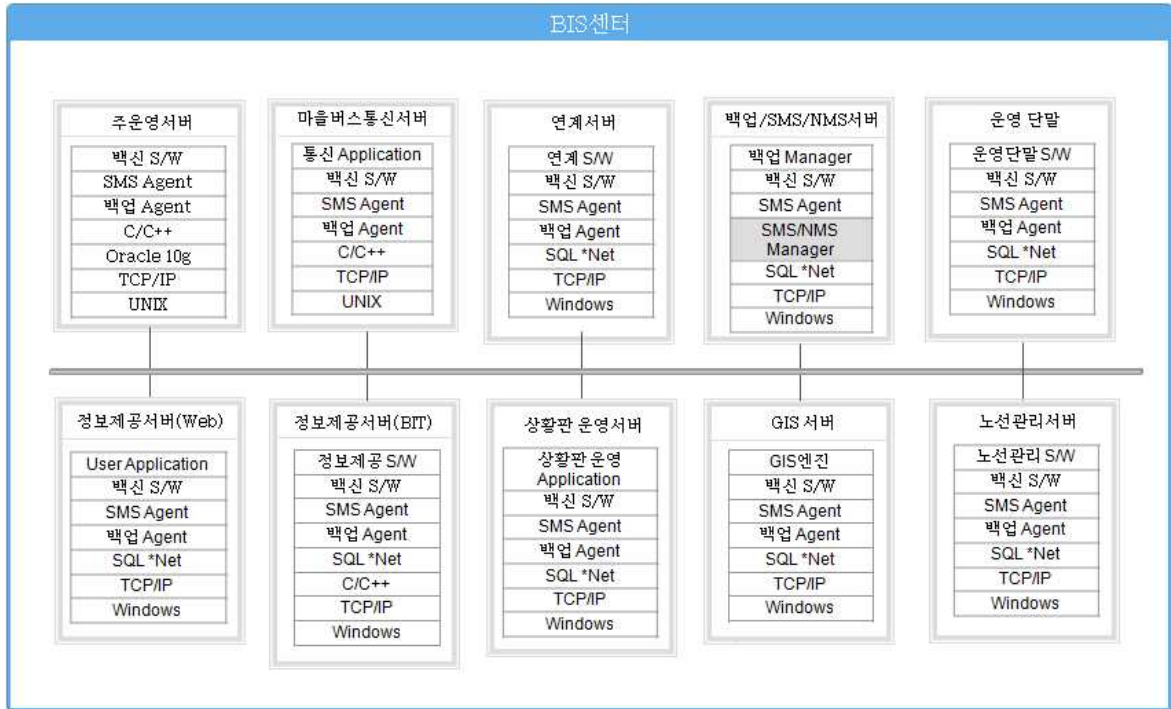 BIS센터
주운영서버
백신 S/W
SMS Agent
백업 Agent
C/C++
Oracle 10g
TCP/IP
UNIX
마을버스통신서버
통신 Application
백신 S/W
SMS Agent
백업 Agent
C/C++
TCP/IP
UNIX
연계서버
연계 S/W
백신 S/W
SMS Agent
백업 Agent
SQL *Net
TCP/IP
Windows
백업/SMS/NMS서버
백업 Manager
백신 S/W
SMS Agent
SMS/NMS
Manager
SQL *Net
TCP/IP
Windows
운영 단말
운영단말 S/W
백신 S/W
SMS Agent
백업 Agent
SQL *Net
TCP/IP
Windows
정보제공서버(Web)
User Application
백신 S/W
SMS Agent
백업 Agent
SQL *Net
TCP/IP
Windows
정보제공서버(BIT)
정보제공 S/W
백신 S/W
SMS Agent
백업 Agent
SQL *Net
C/C++
TCP/IP
Windows
상황판 운영서버
상황판 운영
Application
백신 S/W
SMS Agent
백업 Agent
SQL *Net
TCP/IP
Windows
GIS 서버
GIS엔진
백신 S/W
SMS Agent
백업 Agent
SQL *Net
TCP/IP
Windows
노선관리서버
노선관리 S/W
백신 S/W
SMS Agent
백업 Agent
SQL *Net
TCP/IP
Windows